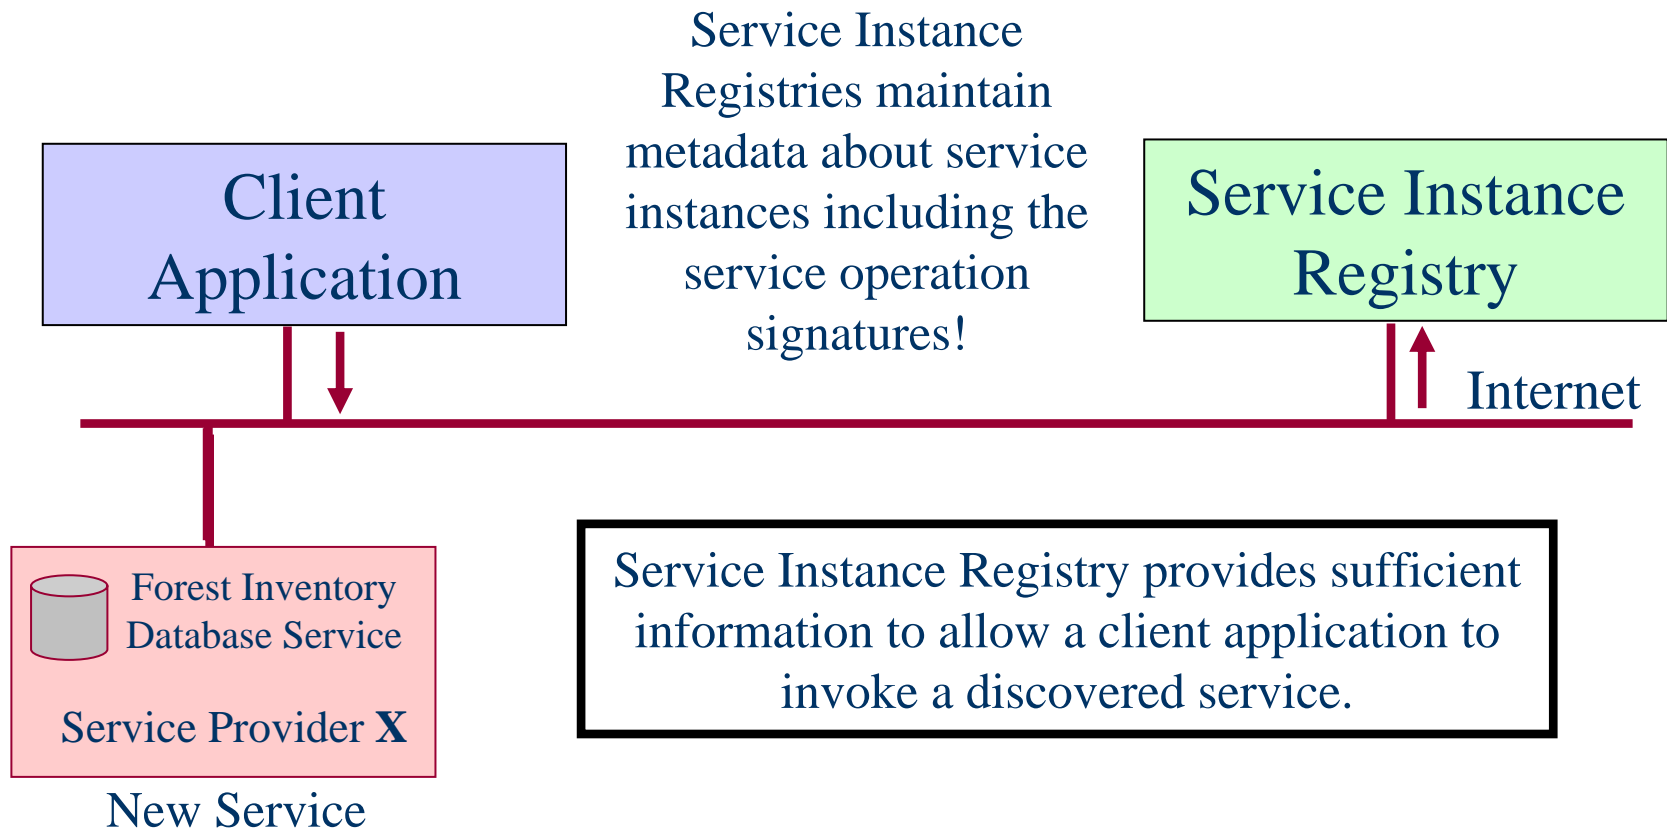 Service Instance
Registries maintain
metadata about service
instances including the
service operation
signatures!
Client
Application
Service Instance
Registry
Internet
Forest Inventory
Database Service
Service Provider X
New Service
Service Instance Registry provides sufficient
information to allow a client application to
invoke a discovered service.